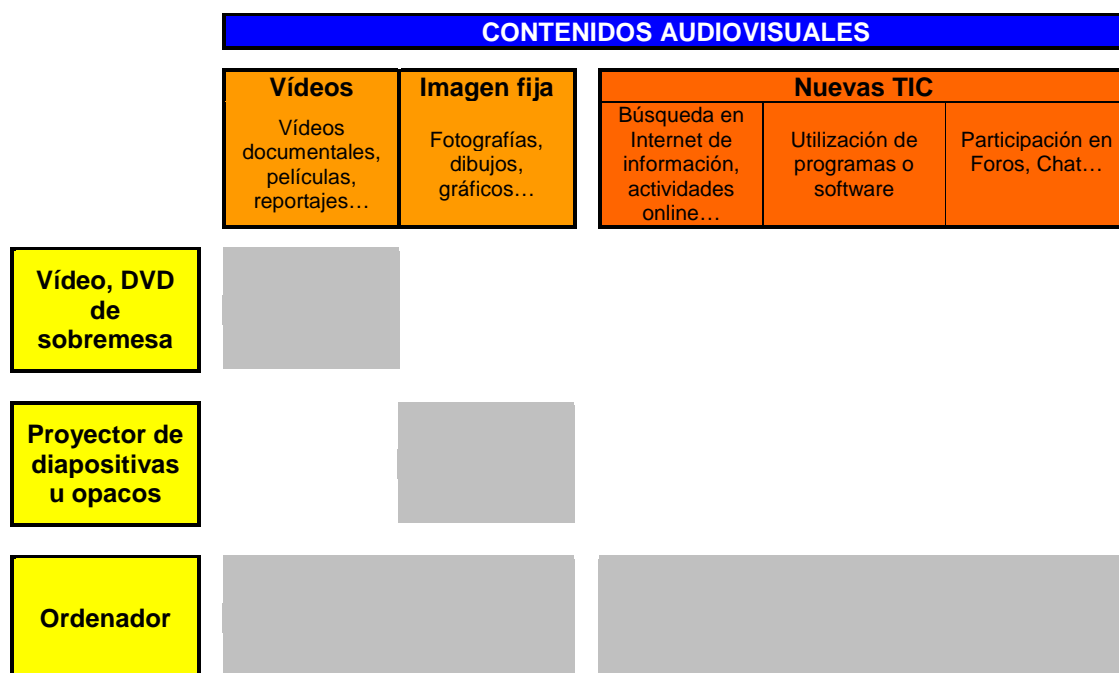 CONTENIDOS AUDIOVISUALES
Vídeos
Vídeos
documentales,
películas,
reportajes…
Imagen fija
Fotografías,
dibujos,
gráficos…
Nuevas TIC
Búsqueda en
Internet de
información,
actividades
online…
Utilización de
programas o
software
Participación en
Foros, Chat…
Vídeo, DVD
de
sobremesa
Proyector de
diapositivas
u opacos
Ordenador